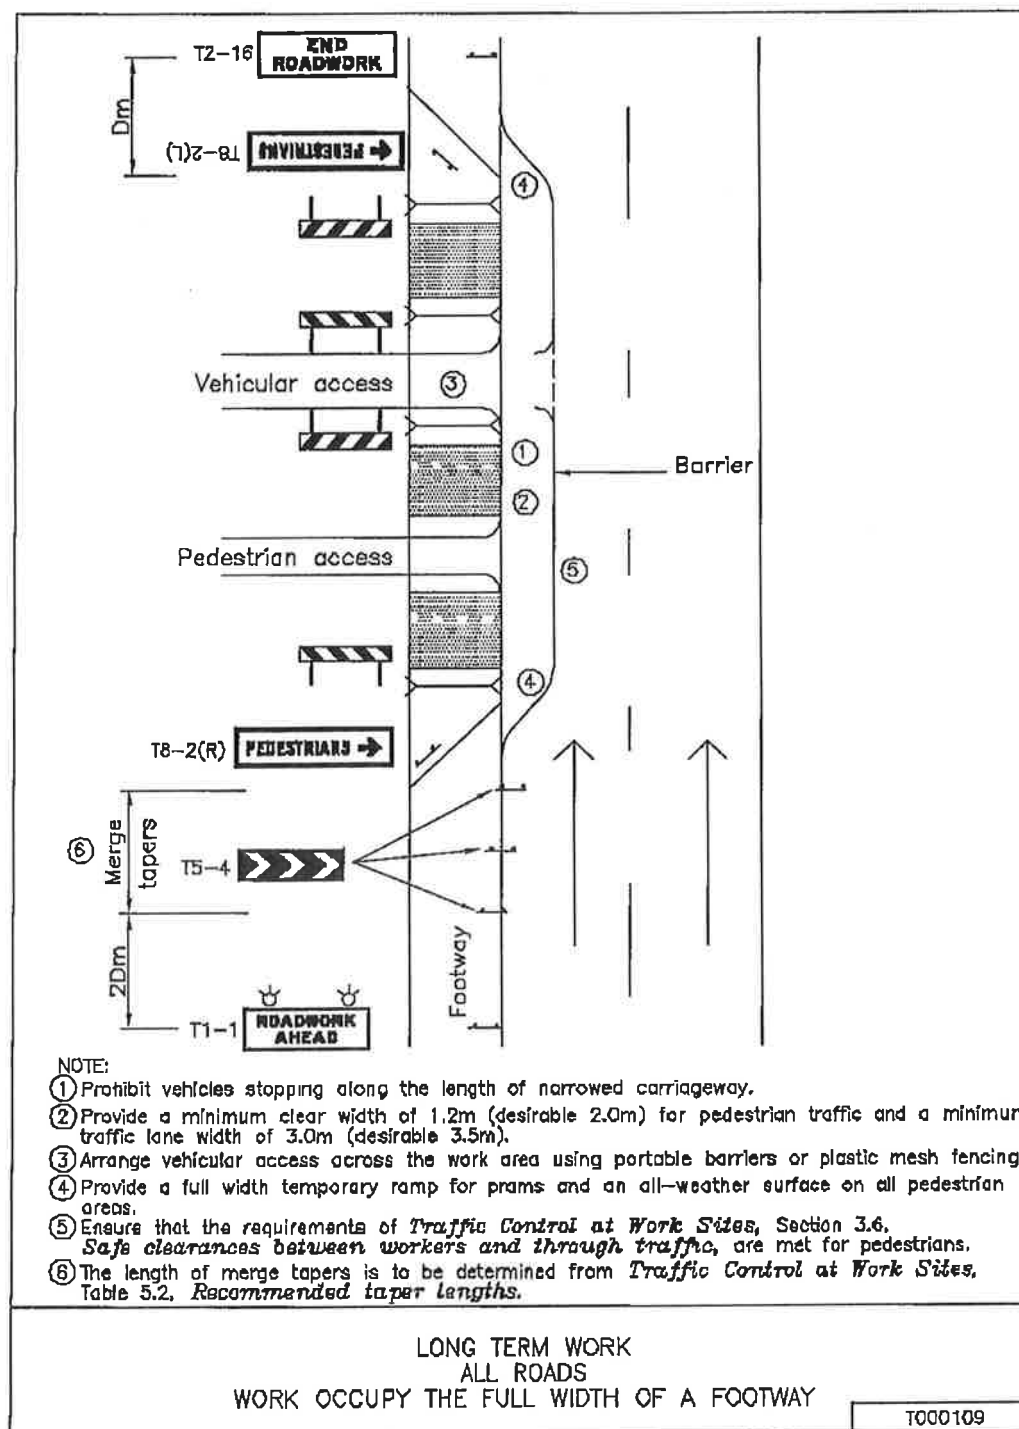 T2-16
END
ROADWORK
Dm
T8-2(L)
PEDESTRIANS
4
Vehicular access
3
1
Barrier
2
Pedestrian access
5
4
T8-2(R)
PEDESTRIANS
6
Merge
tapers
T5-4
2Dm
Footway
T1-1
ROADWORK
AHEAD
NOTE:
1 Prohibit vehicles stopping along the length of narrowed carriageway.
2 Provide a minimum clear width of 1.2m (desirable 2.0m) for pedestrian traffic and a minimum
traffic lane width of 3.0m (desirable 3.5m).
3 Arrange vehicular access across the work area using portable barriers or plastic mesh fencing
4 Provide a full width temporary ramp for prams and an all-weather surface on all pedestrian
areas.
5 Ensure that the requirements of Traffic Control at Work Sites, Section 3.6.
Safe clearances between workers and through traffic, are met for pedestrians.
6 The length of merge tapers is to be determined from Traffic Control at Work Sites,
Table 5.2, Recommended taper lengths.
LONG TERM WORK
ALL ROADS
WORK OCCUPY THE FULL WIDTH OF A FOOTWAY
T000109